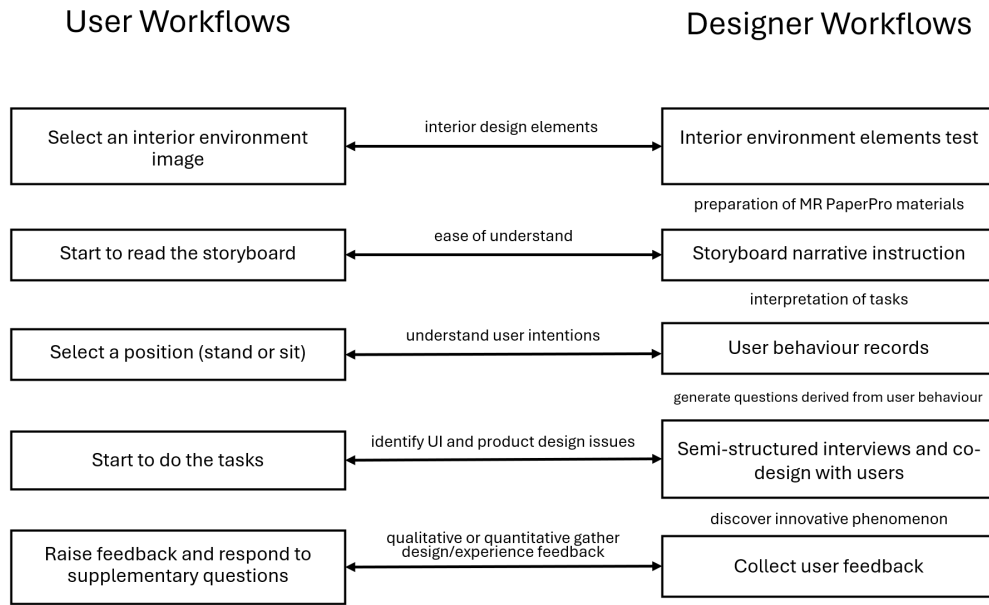 User Workflows
Designer Workflows
Select an interior environment
image
interior design elements
Interior environment elements test
preparation of MR PaperPro materials
Start to read the storyboard
ease of understand
Storyboard narrative instruction
interpretation of tasks
Select a position (stand or sit)
understand user intentions
User behaviour records
generate questions derived from user behaviour
Start to do the tasks
identify UI and product design issues
Semi-structured interviews and co-
design with users
discover innovative phenomenon
Raise feedback and respond to
supplementary questions
qualitative or quantitative gather
design/experience feedback
Collect user feedback